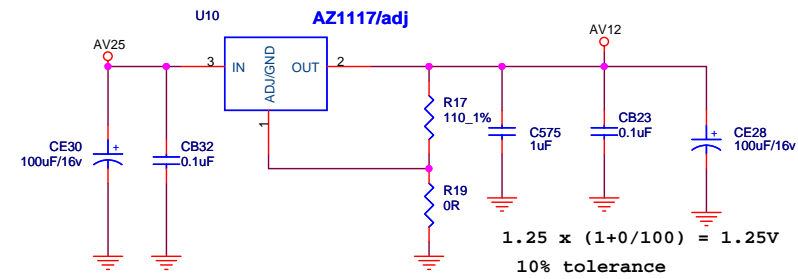 U10
AZ1117/adj
AV25
AV12
3
IN
OUT
2
ADJ/GND
1
R17
110_1%
C575
1uF
CB23
0.1uF
CE28
100uF/16v
CE30
100uF/16v
CB32
0.1uF
R19
0R
1.25 x (1+0/100) = 1.25V
10% tolerance